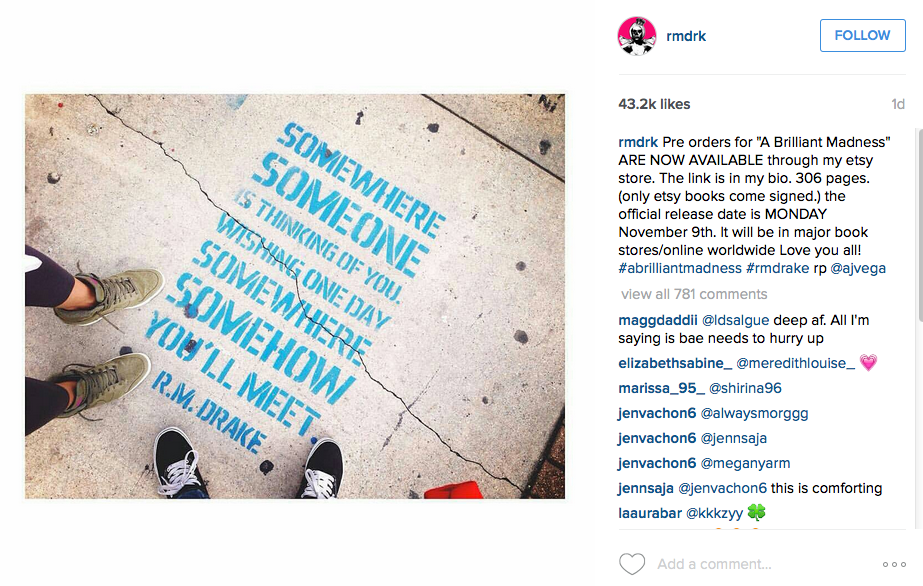 SOMEWHERE
SOMEONE
IS THINKING OF YOU.
WISHING ONE DAY
SOMEWHERE
SOMEHOW
YOU'LL MEET.
R.M. DRAKE
rmdrk
FOLLOW
43.2k likes
1d
rmdrk Pre orders for "A Brilliant Madness"
ARE NOW AVAILABLE through my etsy
store. The link is in my bio. 306 pages.
(only etsy books come signed.) the
official release date is MONDAY
November 9th. It will be in major book
stores/online worldwide Love you all!
#abrilliantmadness #rmdrake rp @ajvega
view all 781 comments
maggdaddii @ldsalgue deep af. All I'm
saying is bae needs to hurry up
elizabethsabine_ @meredithlouise_ 💗
marissa_95_ @shirina96
jenvachon6 @alwaysmorggg
jenvachon6 @jennsaja
jenvachon6 @meganyarm
jennsaja @jenvachon6 this is comforting
laaurabar @kkkzyy 🍀
Add a comment...